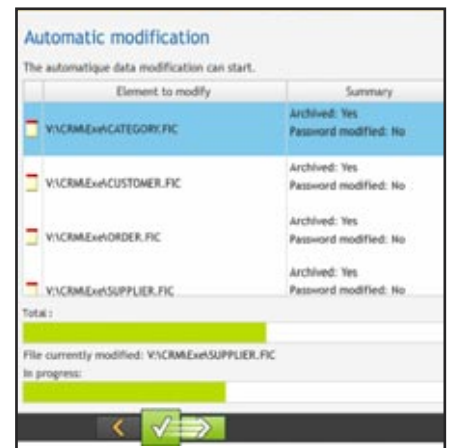 Automatic modification
The automatique data modification can start.
Element to modify Summary
V:\CRM\Exe\CATEGORY.FIC
Archived: Yes
Password modified: No
V:\CRM\Exe\CUSTOMER.FIC
Archived: Yes
Password modified: No
V:\CRM\Exe\ORDER.FIC
Archived: Yes
Password modified: No
V:\CRM\Exe\SUPPLIER.FIC
Archived: Yes
Password modified: No
Total :
File currently modified: V:\CRM\Exe\SUPPLIER.FIC
In progress: